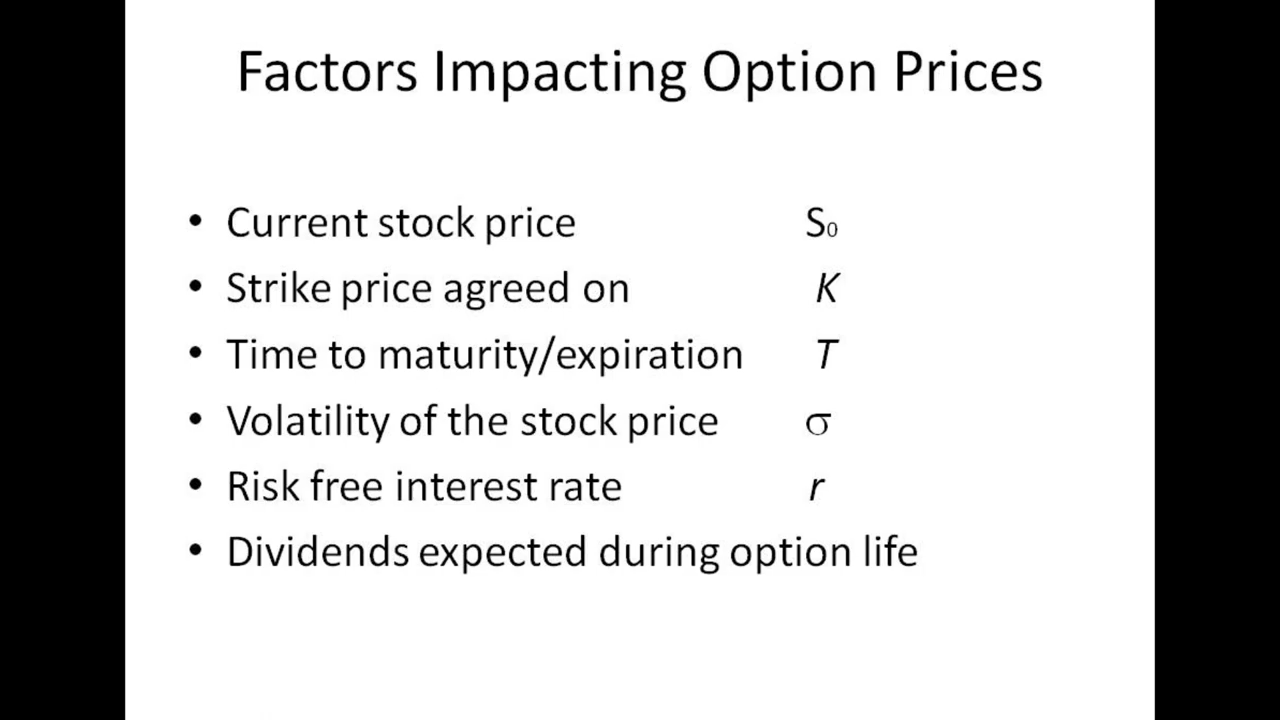 Factors Impacting Option Prices
• Current stock price S₀
• Strike price agreed on K
• Time to maturity/expiration T
• Volatility of the stock price σ
• Risk free interest rate r
• Dividends expected during option life